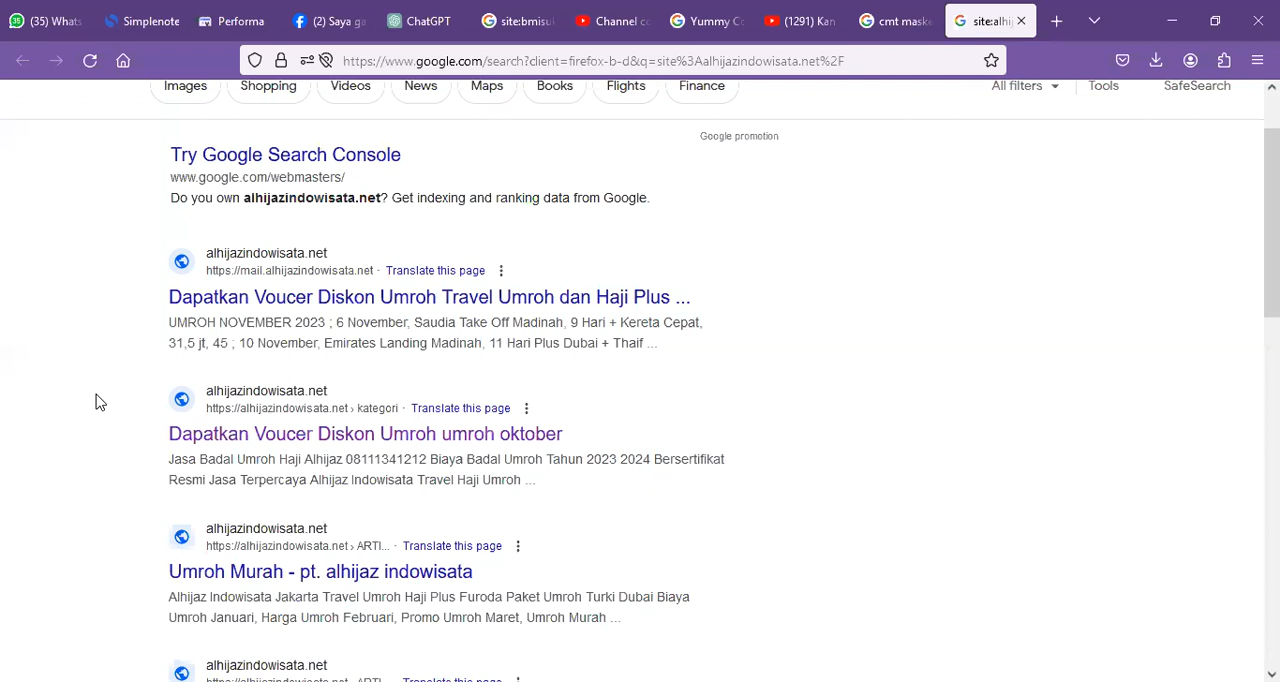 (35) Whats
Simplenote
Performa
(2) Saya ga
ChatGPT
site:bmisuk
Channel co
Yummy Co
(1291) Kan
cmt maske
site:alhij
https://www.google.com/search?client=firefox-b-d&q=site%3Aalhijazindowisata.net%2F
Images
Shopping
Videos
News
Maps
Books
Flights
Finance
All filters
Tools
SafeSearch
Google promotion
Try Google Search Console
www.google.com/webmasters/
Do you own alhijazindowisata.net? Get indexing and ranking data from Google.
alhijazindowisata.net
https://mail.alhijazindowisata.net · Translate this page
Dapatkan Voucer Diskon Umroh Travel Umroh dan Haji Plus ...
UMROH NOVEMBER 2023 ; 6 November, Saudia Take Off Madinah, 9 Hari + Kereta Cepat,
31,5 jt, 45 ; 10 November, Emirates Landing Madinah, 11 Hari Plus Dubai + Thaif ...
alhijazindowisata.net
https://alhijazindowisata.net › kategori · Translate this page
Dapatkan Voucer Diskon Umroh umroh oktober
Jasa Badal Umroh Haji Alhijaz 08111341212 Biaya Badal Umroh Tahun 2023 2024 Bersertifikat
Resmi Jasa Terpercaya Alhijaz Indowisata Travel Haji Umroh ...
alhijazindowisata.net
https://alhijazindowisata.net › ARTI... · Translate this page
Umroh Murah - pt. alhijaz indowisata
Alhijaz Indowisata Jakarta Travel Umroh Haji Plus Furoda Paket Umroh Turki Dubai Biaya
Umroh Januari, Harga Umroh Februari, Promo Umroh Maret, Umroh Murah ...
alhijazindowisata.net
https://alhijazindowisata.net › ARTI... · Translate this page